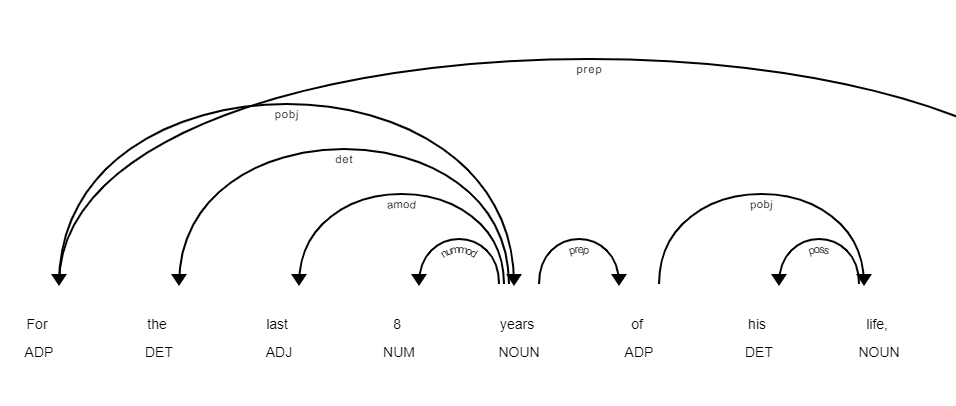 prep
pobj
det
amod
pobj
nummod prep poss
For the last 8 years of his life,
ADP DET ADJ NUM NOUN ADP DET NOUN